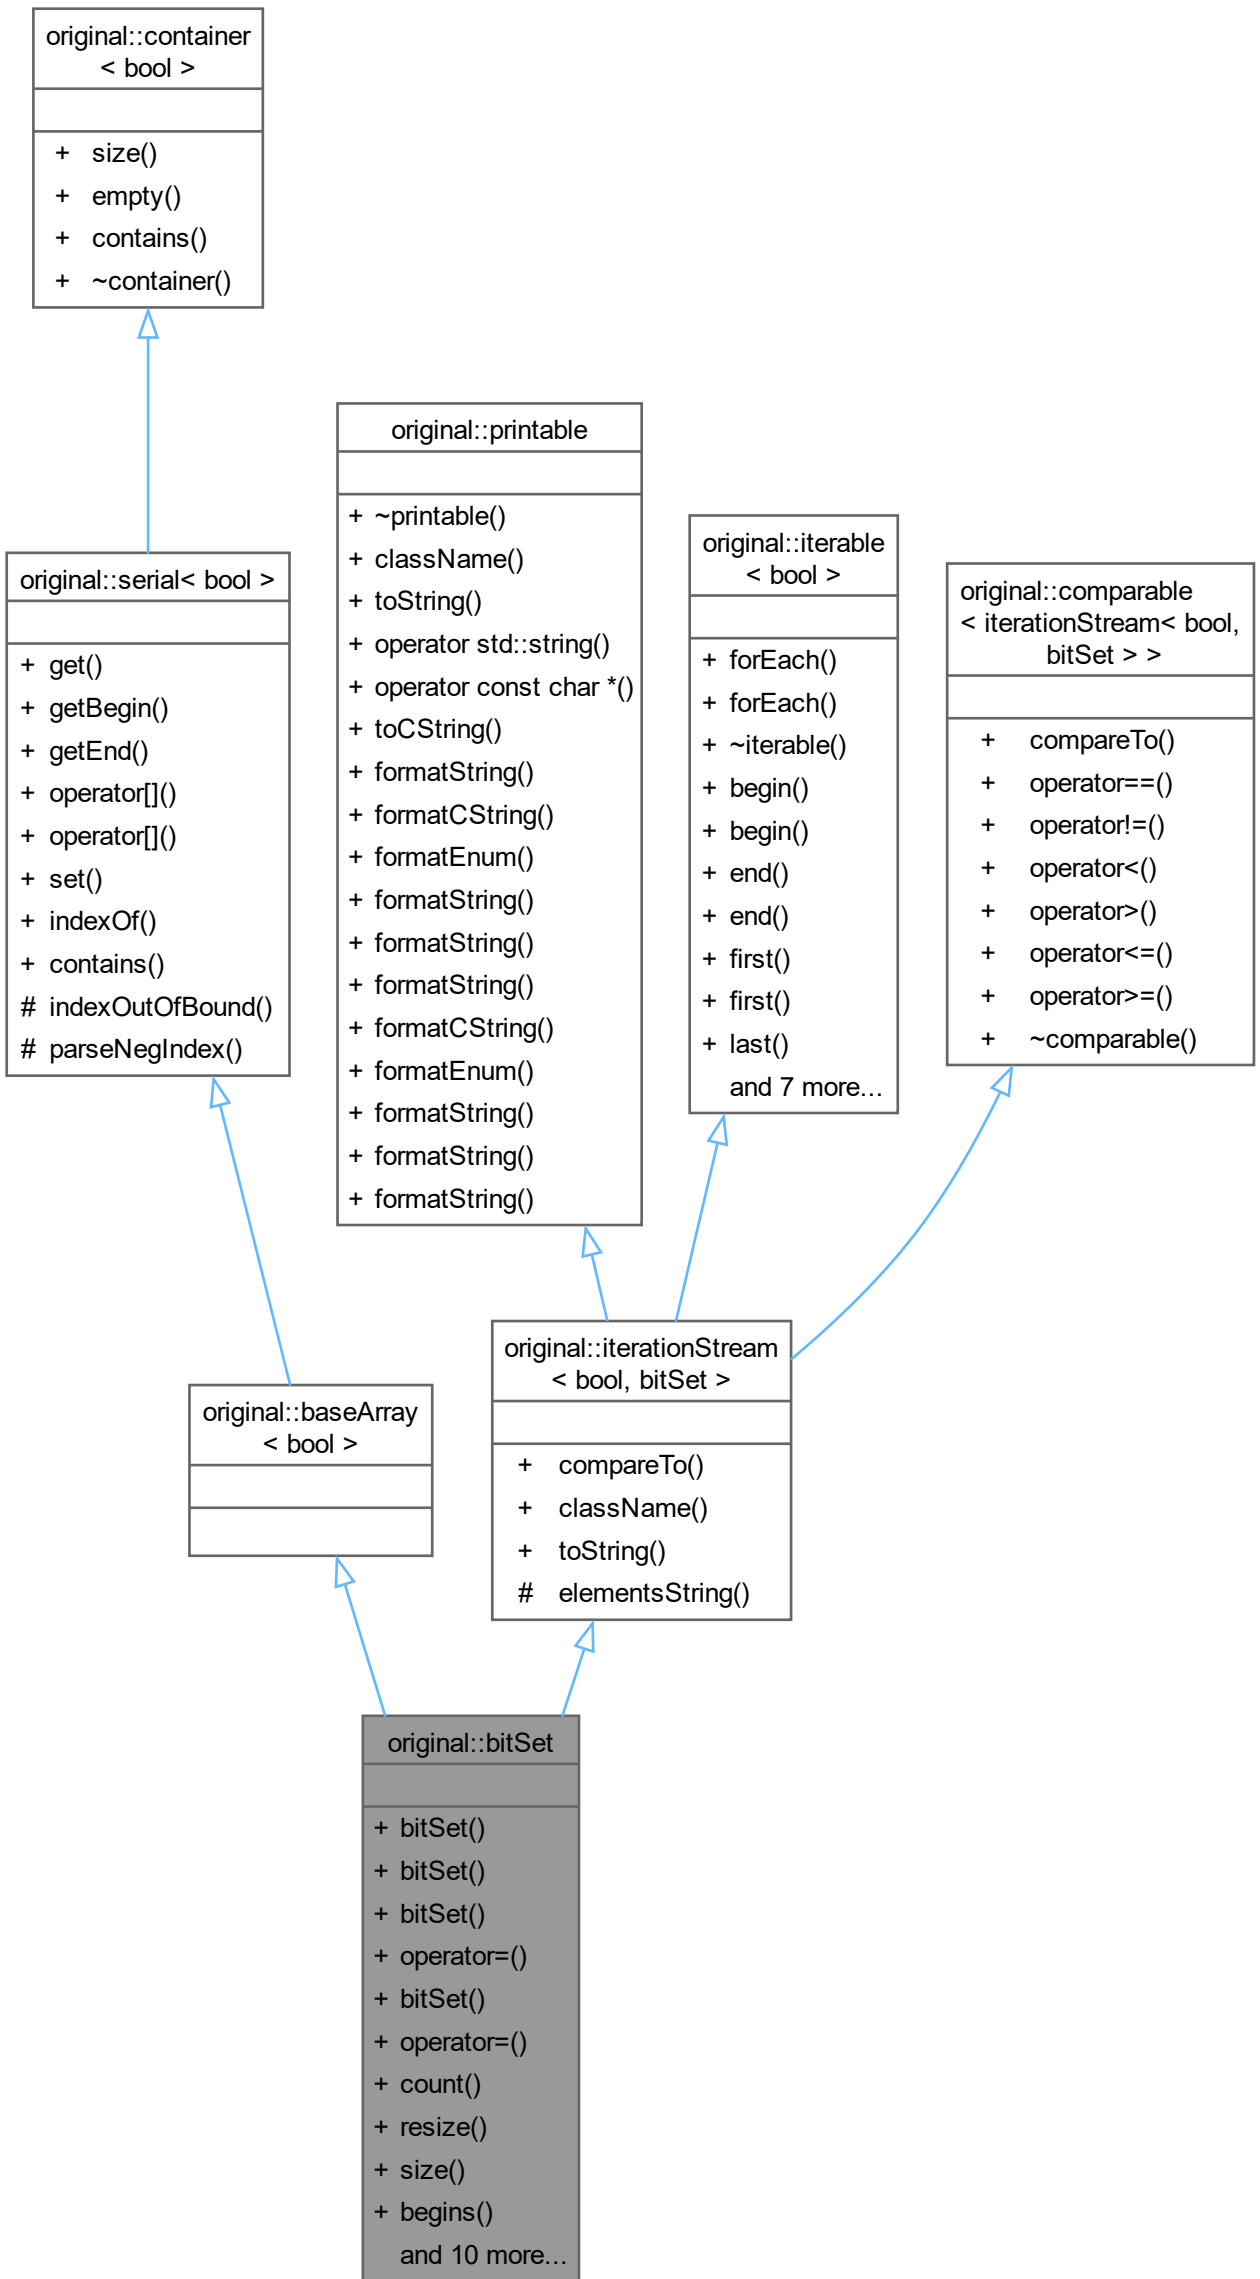 original::container
< bool >
+ size()
+ empty()
+ contains()
+ ~container()
original::serial< bool >
+ get()
+ getBegin()
+ getEnd()
+ operator[]()
+ operator[]()
+ set()
+ indexOf()
+ contains()
# indexOutOfBound()
# parseNegIndex()
original::printable
+ ~printable()
+ className()
+ toString()
+ operator std::string()
+ operator const char *()
+ toCString()
+ formatString()
+ formatCString()
+ formatEnum()
+ formatString()
+ formatString()
+ formatString()
+ formatCString()
+ formatEnum()
+ formatString()
+ formatString()
+ formatString()
original::iterable
< bool >
+ forEach()
+ forEach()
+ ~iterable()
+ begin()
+ begin()
+ end()
+ end()
+ first()
+ first()
+ last()
and 7 more...
original::comparable
< iterationStream< bool,
bitSet > >
+ compareTo()
+ operator==()
+ operator!=()
+ operator<()
+ operator>()
+ operator<=()
+ operator>=()
+ ~comparable()
original::baseArray
< bool >
original::iterationStream
< bool, bitSet >
+ compareTo()
+ className()
+ toString()
# elementsString()
original::bitSet
+ bitSet()
+ bitSet()
+ bitSet()
+ operator=()
+ bitSet()
+ operator=()
+ count()
+ resize()
+ size()
+ begins()
and 10 more...